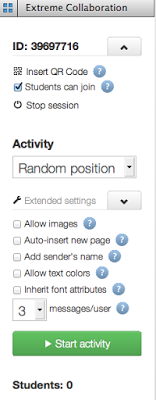 Extreme Collaboration
ID: 39697716
Insert QR Code ?
Students can join ?
Stop session
Activity
Random position
Extended settings
Allow images ?
Auto-insert new page ?
Add sender's name ?
Allow text colors ?
Inherit font attributes ?
3 messages/user ?
Start activity
Students: 0